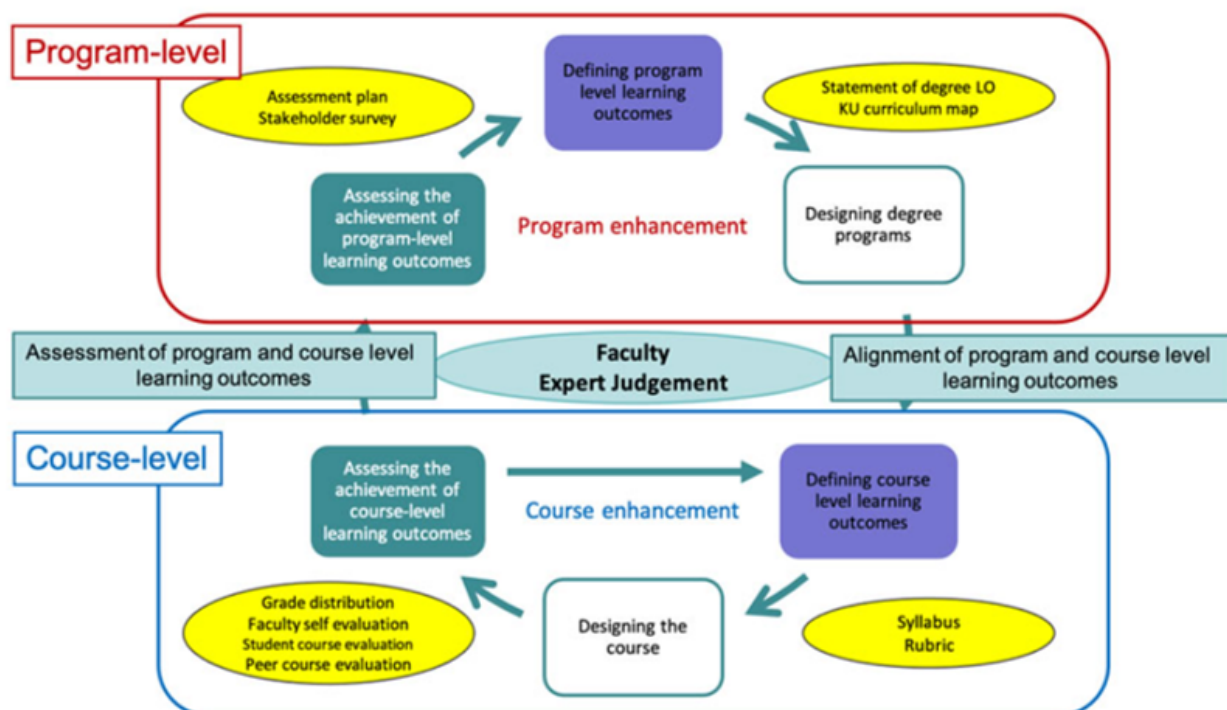 Program-level
Assessment plan
Stakeholder survey
Defining program
level learning
outcomes
Statement of degree LO
KU curriculum map
Assessing the
achievement of
program-level
learning outcomes
Program enhancement
Designing degree
programs
Assessment of program and course level
learning outcomes
Faculty
Expert Judgement
Alignment of program and course level
learning outcomes
Course-level
Assessing the
achievement of
course-level
learning outcomes
Course enhancement
Defining course
level learning
outcomes
Grade distribution
Faculty self evaluation
Student course evaluation
Peer course evaluation
Designing the
course
Syllabus
Rubric